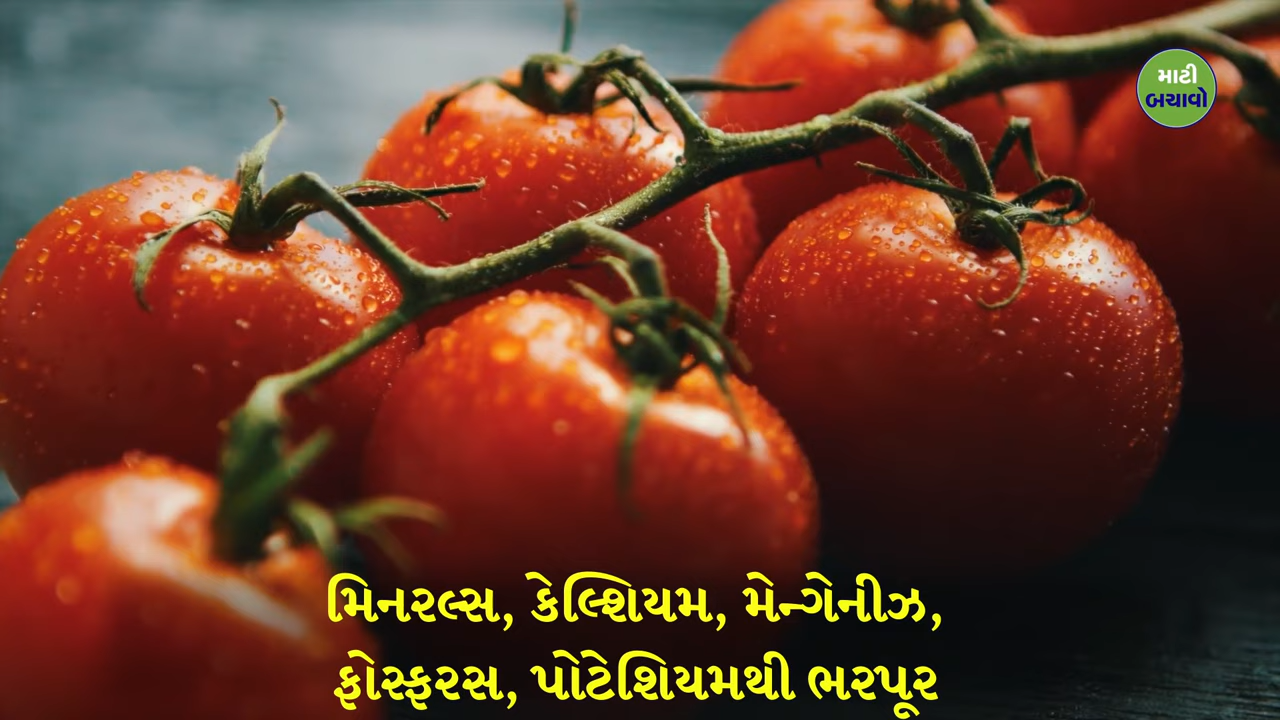 માટી
બચાવો
મિનરલ્સ, કેલ્શિયમ, મેન્ગેનીઝ,
ફોસ્ફરસ, પોટેશિયમથી ભરપૂર